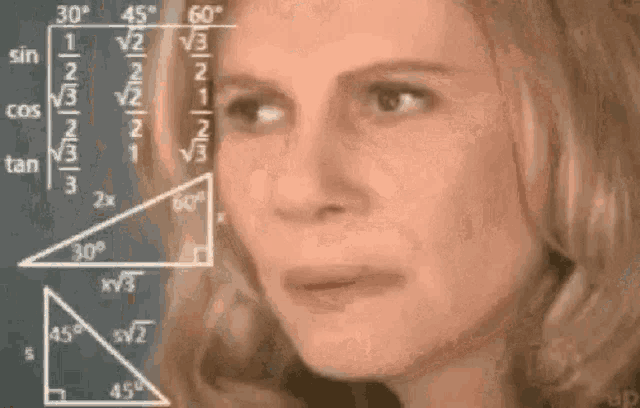 30° 45° 60°
sin 1/2 √2/2 √3/2
cos √3/2 √2/2 1/2
tan √3/3 1 √3
2x 60°
x
30°
x√3
45° s√2
s
45°